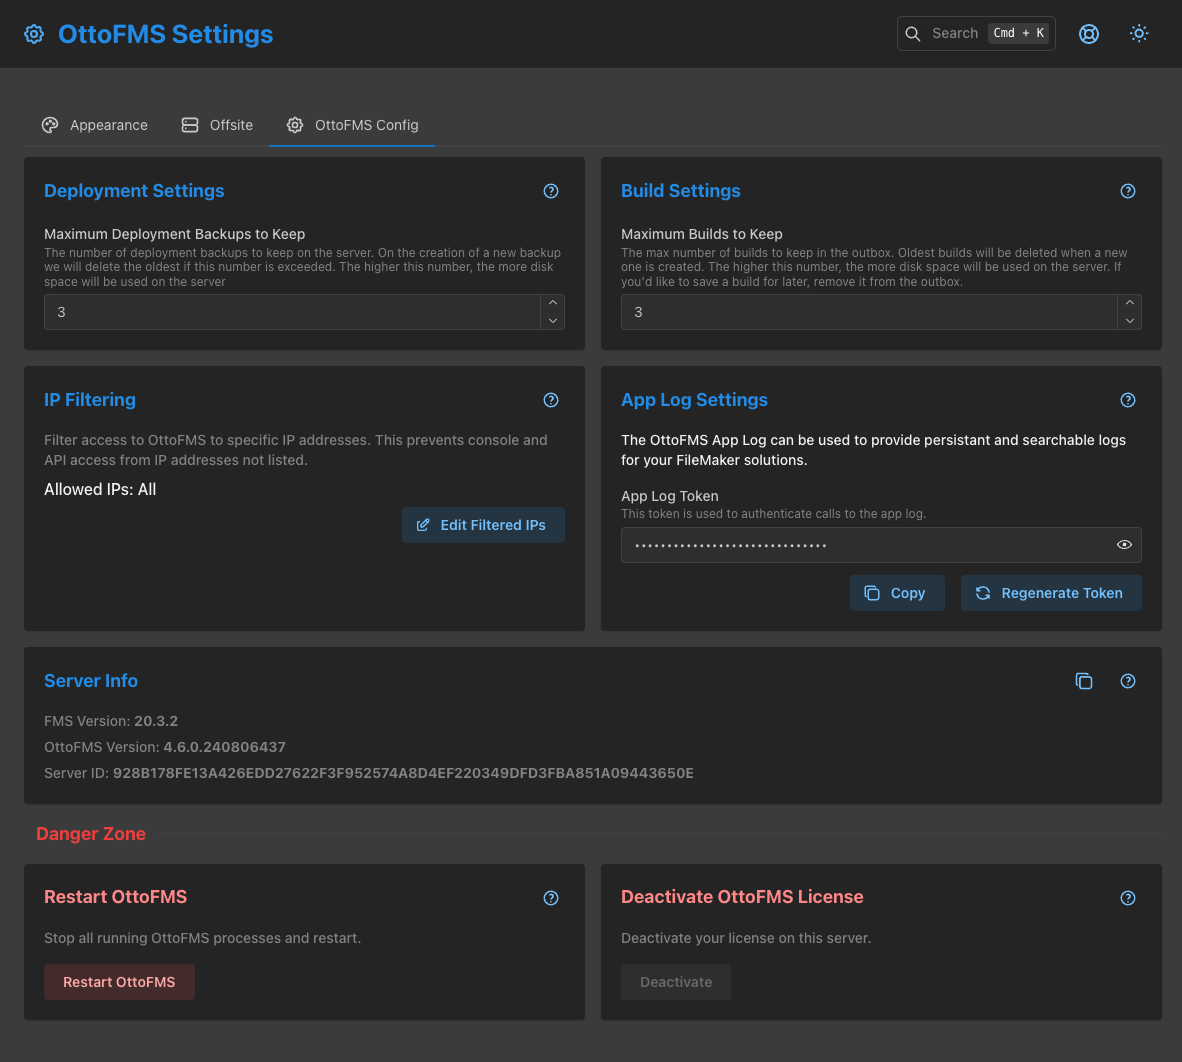 OttoFMS Settings
Search Cmd + K
Appearance
Offsite
OttoFMS Config
Deployment Settings
Maximum Deployment Backups to Keep
The number of deployment backups to keep on the server. On the creation of a new backup
we will delete the oldest if this number is exceeded. The higher this number, the more disk
space will be used on the server
3
Build Settings
Maximum Builds to Keep
The max number of builds to keep in the outbox. Oldest builds will be deleted when a new
one is created. The higher this number, the more disk space will be used on the server. If
you'd like to save a build for later, remove it from the outbox.
3
IP Filtering
Filter access to OttoFMS to specific IP addresses. This prevents console and
API access from IP addresses not listed.
Allowed IPs: All
Edit Filtered IPs
App Log Settings
The OttoFMS App Log can be used to provide persistant and searchable logs
for your FileMaker solutions.
App Log Token
This token is used to authenticate calls to the app log.
••••••••••••••••••••••••••••••
Copy
Regenerate Token
Server Info
FMS Version: 20.3.2
OttoFMS Version: 4.6.0.240806437
Server ID: 928B178FE13A426EDD27622F3F952574A8D4EF220349DFD3FBA851A09443650E
Danger Zone
Restart OttoFMS
Stop all running OttoFMS processes and restart.
Restart OttoFMS
Deactivate OttoFMS License
Deactivate your license on this server.
Deactivate